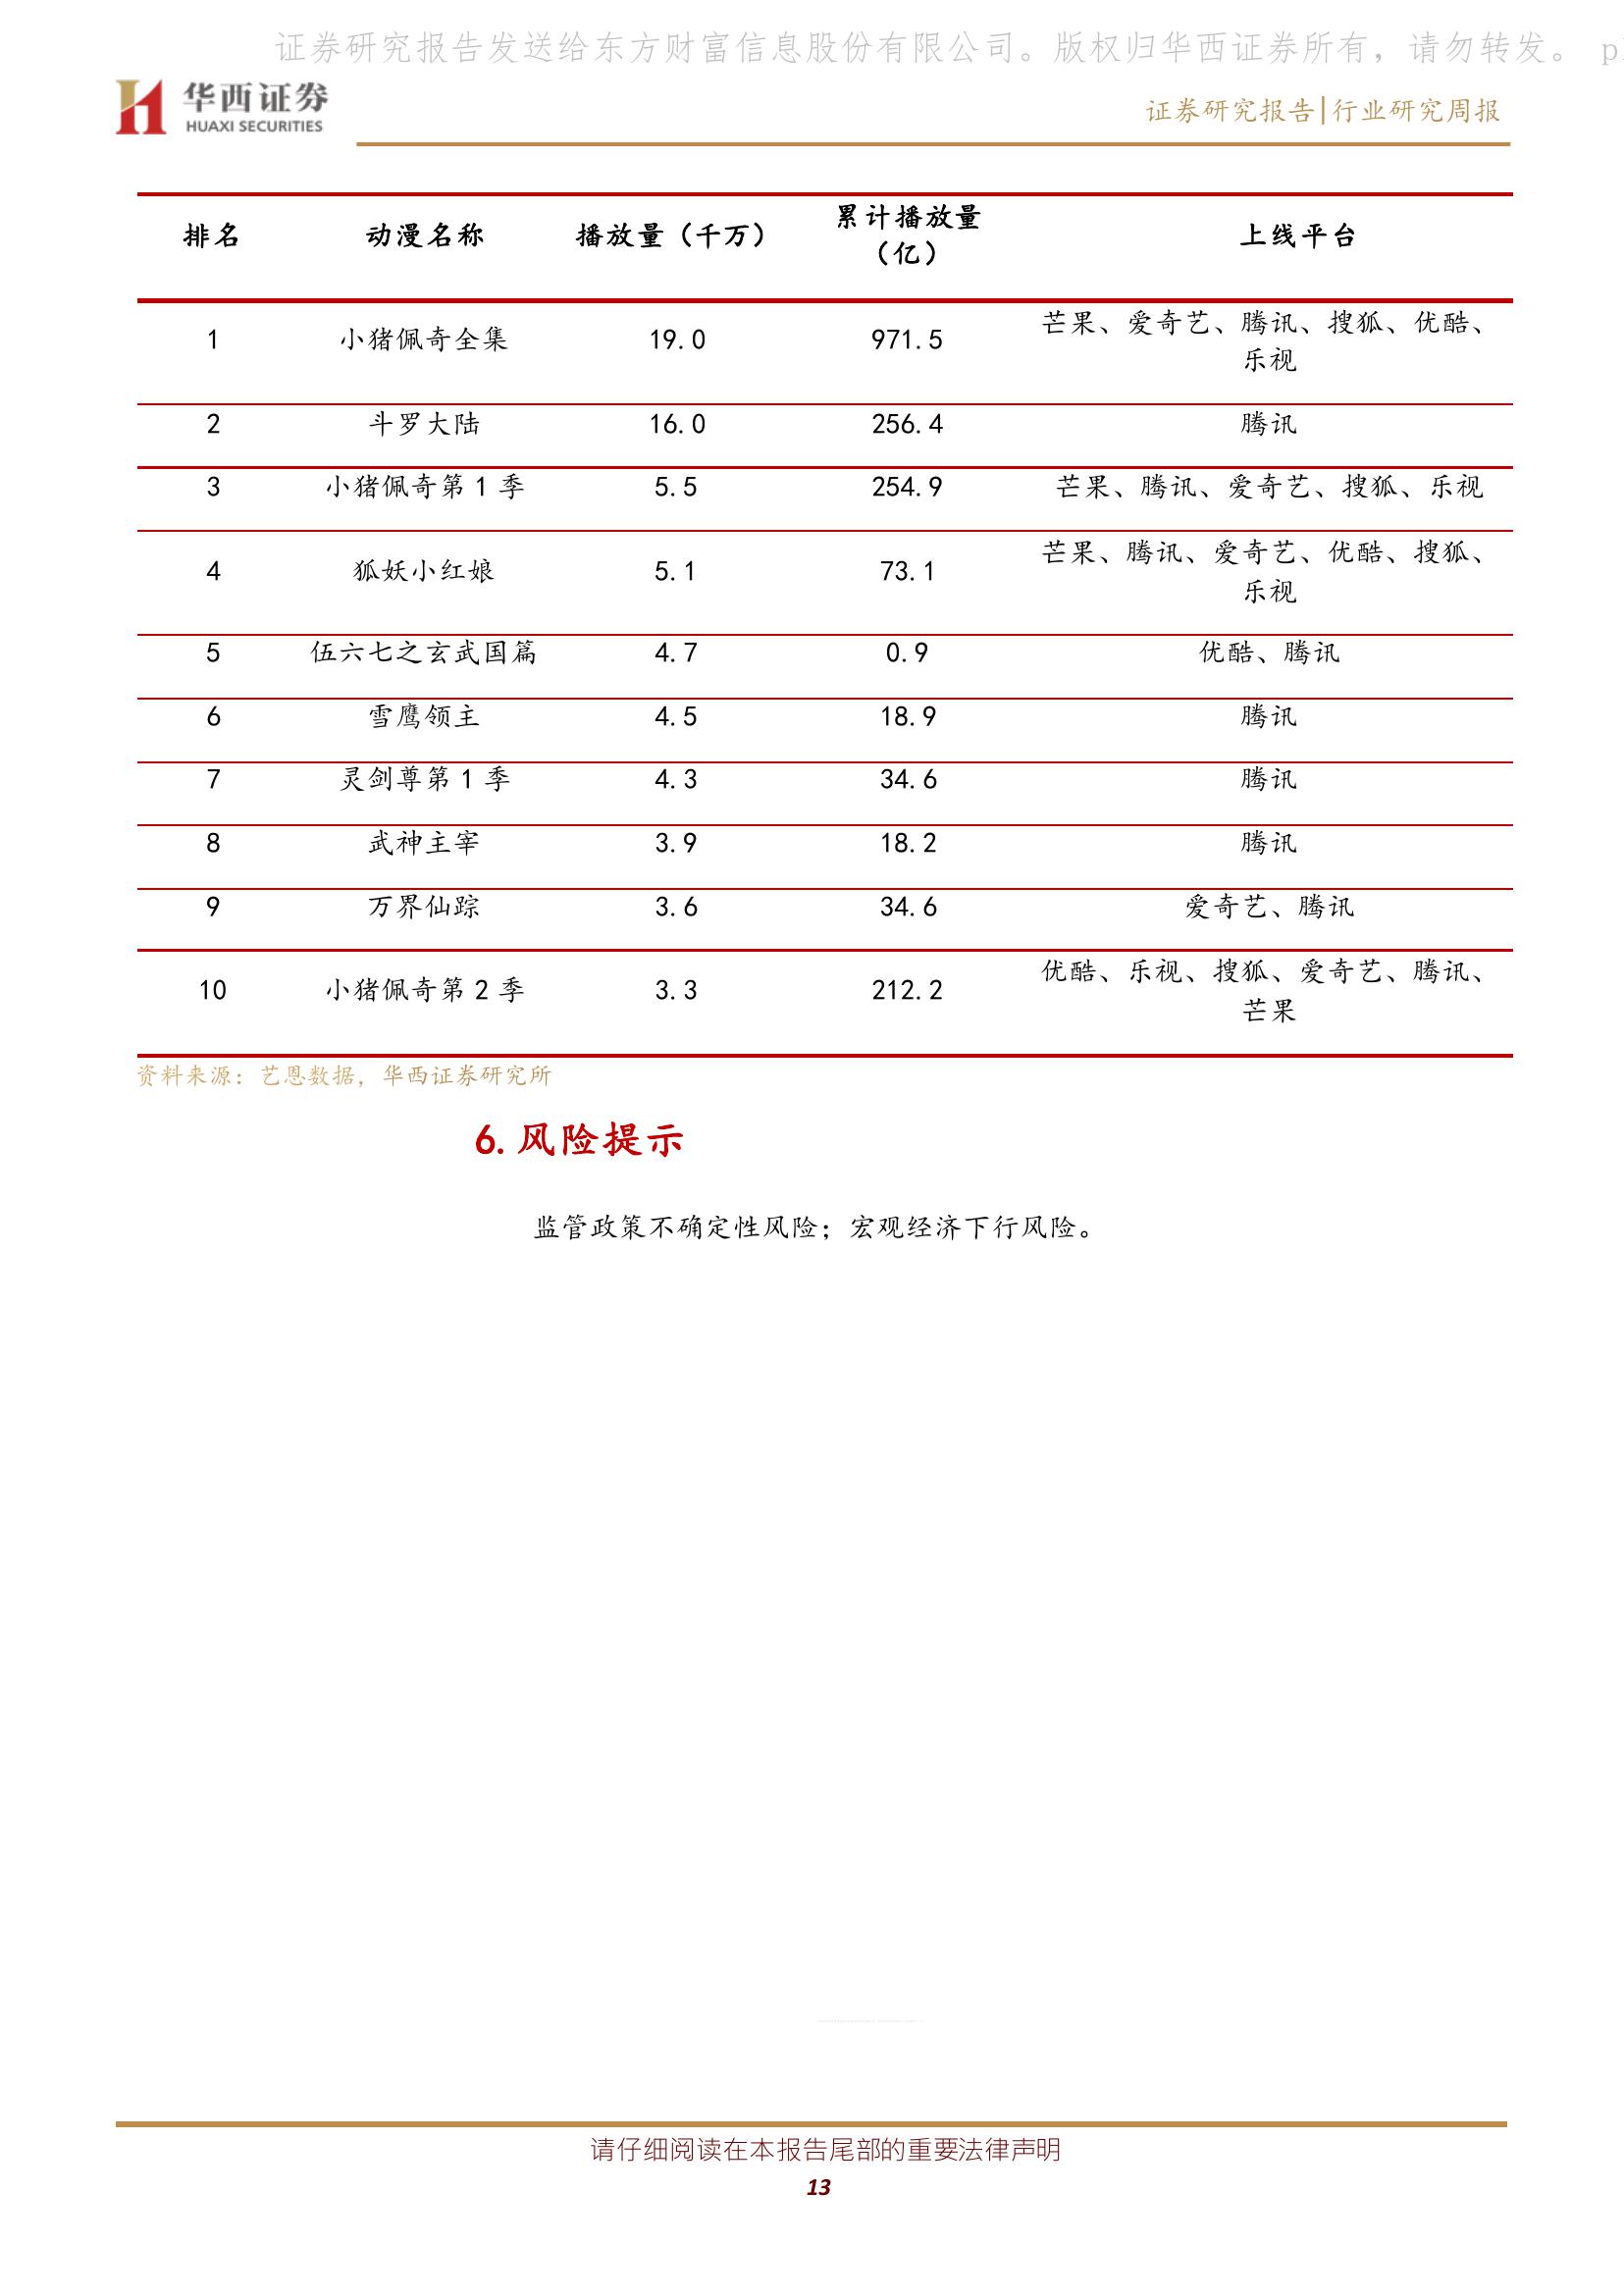 证券研究报告发送给东方财富信息股份有限公司。版权归华西证券所有，请勿转发。 p
华西证券
HUAXI SECURITIES
证券研究报告|行业研究周报
排名 动漫名称 播放量（千万） 累计播放量（亿） 上线平台
1 小猪佩奇全集 19.0 971.5 芒果、爱奇艺、腾讯、搜狐、优酷、
乐视
2 斗罗大陆 16.0 256.4 腾讯
3 小猪佩奇第 1 季 5.5 254.9 芒果、腾讯、爱奇艺、搜狐、乐视
4 狐妖小红娘 5.1 73.1 芒果、腾讯、爱奇艺、优酷、搜狐、
乐视
5 伍六七之玄武国篇 4.7 0.9 优酷、腾讯
6 雪鹰领主 4.5 18.9 腾讯
7 灵剑尊第 1 季 4.3 34.6 腾讯
8 武神主宰 3.9 18.2 腾讯
9 万界仙踪 3.6 34.6 爱奇艺、腾讯
10 小猪佩奇第 2 季 3.3 212.2 优酷、乐视、搜狐、爱奇艺、腾讯、
芒果
资料来源：艺恩数据，华西证券研究所
6. 风险提示
监管政策不确定性风险；宏观经济下行风险。
请仔细阅读在本报告尾部的重要法律声明
13